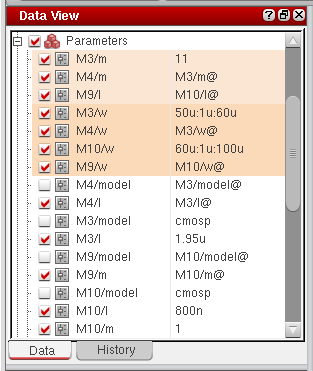 Data View
Parameters
M3/m 11
M4/m M3/m@
M9/l M10/l@
M3/w 50u:1u:60u
M4/w M3/w@
M10/w 60u:1u:100u
M9/w M10/w@
M4/model M3/model@
M4/l M3/l@
M3/model cmosp
M3/l 1.95u
M9/model M10/model@
M9/m M10/m@
M10/model cmosp
M10/l 800n
M10/m 1
Data History